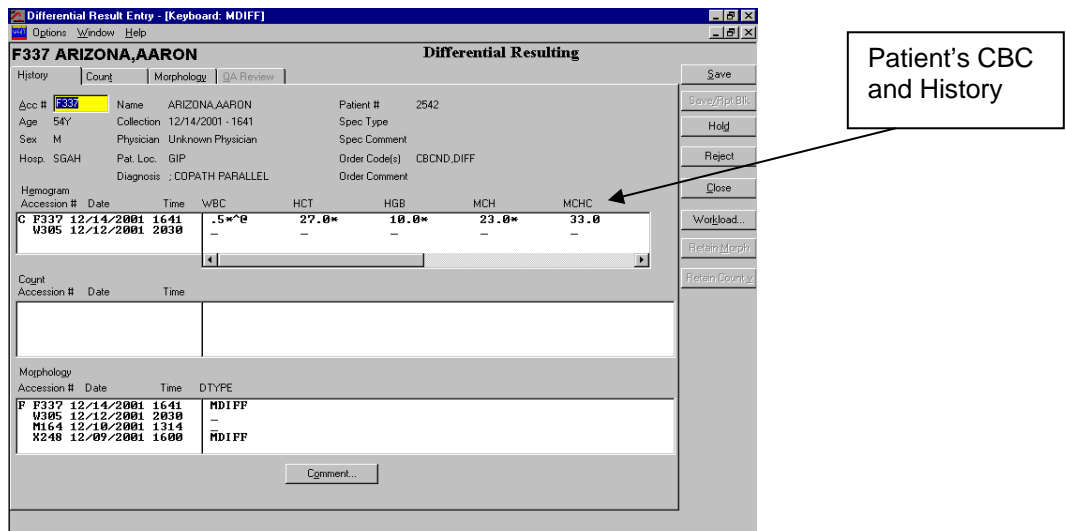 Differential Result Entry - [Keyboard: MDIFF]
Options Window Help
F337 ARIZONA,AARON Differential Resulting
History Count Morphology QA Review
Save
Acc # F337 Name ARIZONA,AARON Patient # 2542
Save/Rpt Blk
Age 54Y Collection 12/14/2001 - 1641 Spec Type
Hold
Sex M Physician Unknown Physician Spec Comment
Hosp. SGAH Pat. Loc. GIP Order Code(s) CBCND,DIFF
Reject
Diagnosis ; COPATH PARALLEL Order Comment
Close
Hemogram
Accession # Date Time WBC HCT HGB MCH MCHC
C F337 12/14/2001 1641 .5*^@ 27.0* 10.0* 23.0* 33.0
Workload...
W305 12/12/2001 2030 _ _ _ _ _
Retain Morph
Count
Retain Count v
Accession # Date Time
Morphology
Accession # Date Time DTYPE
F F337 12/14/2001 1641 MDIFF
W305 12/12/2001 2030 _
M164 12/10/2001 1314 _
X248 12/09/2001 1600 MDIFF
Comment...
Patient's CBC
and History